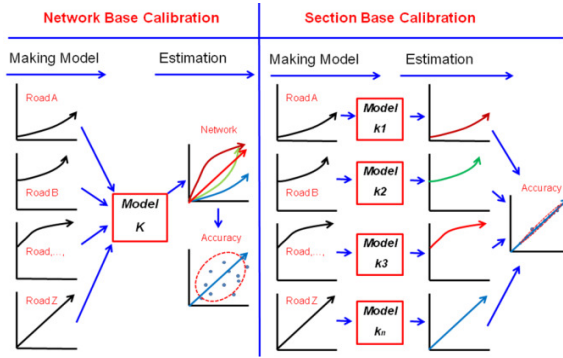 Network Base Calibration
Making Model
Estimation
Road A
Road B
Road,...,
Road Z
Model
K
Network
Accuracy
Section Base Calibration
Making Model
Estimation
Road A
Model
k1
Road B
Model
k2
Road,...,
Model
k3
Road Z
Model
kn
Accuracy